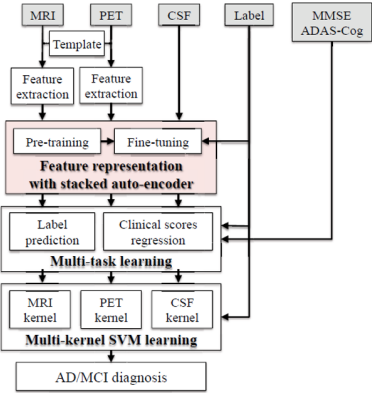 MRI
PET
CSF
Label
MMSE
ADAS-Cog
Template
Feature
extraction
Feature
extraction
Pre-training
Fine-tuning
Feature representation
with stacked auto-encoder
Label
prediction
Clinical scores
regression
Multi-task learning
MRI
kernel
PET
kernel
CSF
kernel
Multi-kernel SVM learning
AD/MCI diagnosis